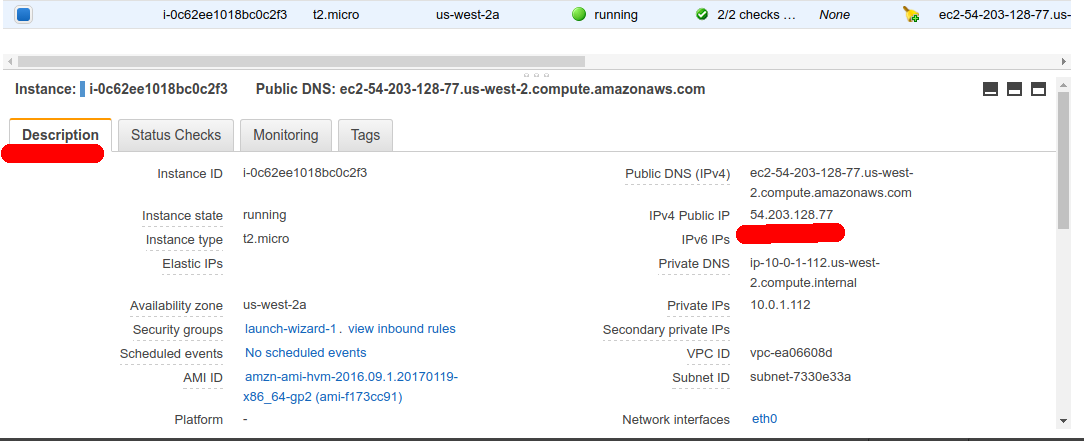 i-0c62ee1018bc0c2f3 t2.micro us-west-2a running 2/2 checks ... None ec2-54-203-128-77.us-
Instance: i-0c62ee1018bc0c2f3 Public DNS: ec2-54-203-128-77.us-west-2.compute.amazonaws.com
Description Status Checks Monitoring Tags
Instance ID i-0c62ee1018bc0c2f3 Public DNS (IPv4) ec2-54-203-128-77.us-west-
2.compute.amazonaws.com
Instance state running IPv4 Public IP 54.203.128.77
Instance type t2.micro IPv6 IPs
Elastic IPs Private DNS ip-10-0-1-112.us-west-
2.compute.internal
Availability zone us-west-2a Private IPs 10.0.1.112
Security groups launch-wizard-1 . view inbound rules Secondary private IPs
Scheduled events No scheduled events VPC ID vpc-ea06608d
AMI ID amzn-ami-hvm-2016.09.1.20170119- Subnet ID subnet-7330e33a
x86_64-gp2 (ami-f173cc91)
Platform - Network interfaces eth0